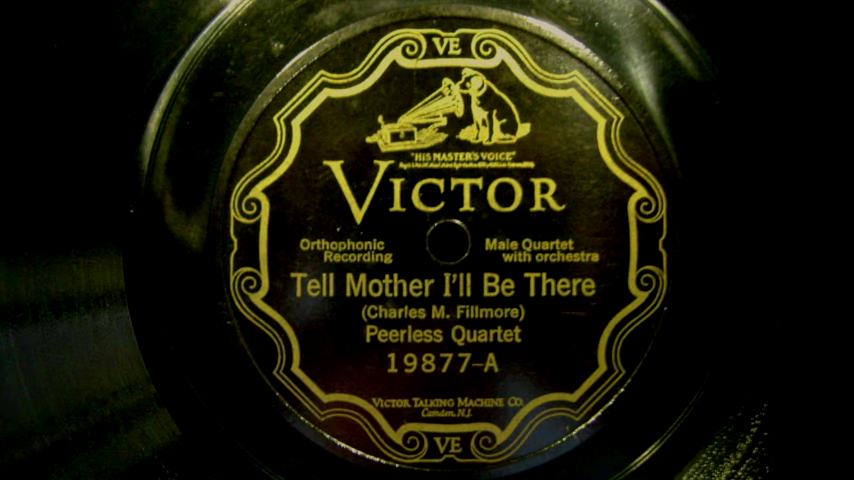 VE
"HIS MASTER'S VOICE"
VICTOR
Orthophonic Recording
Male Quartet with orchestra
Tell Mother I'll Be There
(Charles M. Fillmore)
Peerless Quartet
19877-A
VICTOR TALKING MACHINE CO.
Camden, N.J.
VE